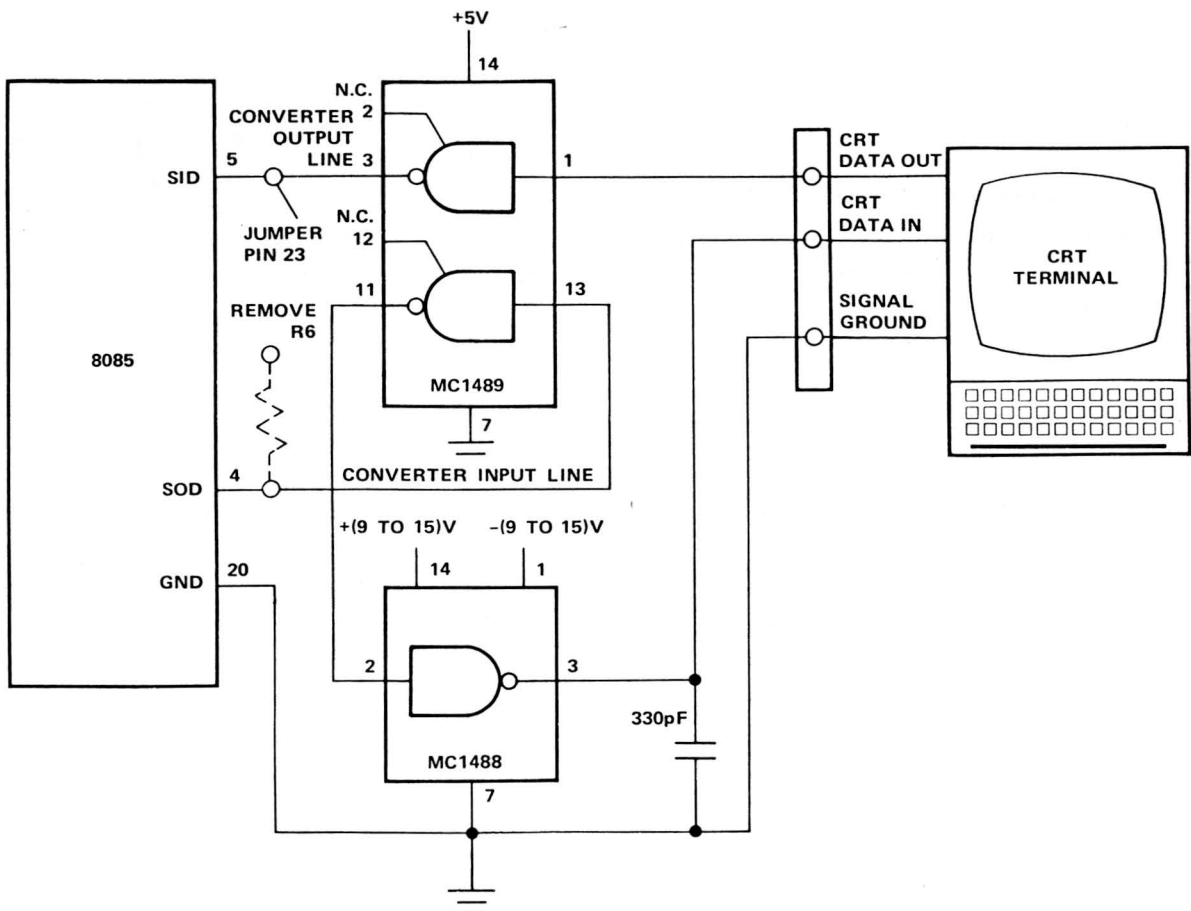 +5V
14
N.C.
2
CONVERTER
OUTPUT
LINE 3
1
5
SID
JUMPER
PIN 23
N.C.
12
11
13
REMOVE
R6
8085
MC1489
7
4
SOD
CONVERTER INPUT LINE
+(9 TO 15)V
-(9 TO 15)V
14
1
20
GND
2
3
MC1488
7
330pF
CRT
DATA OUT
CRT
DATA IN
SIGNAL
GROUND
CRT
TERMINAL